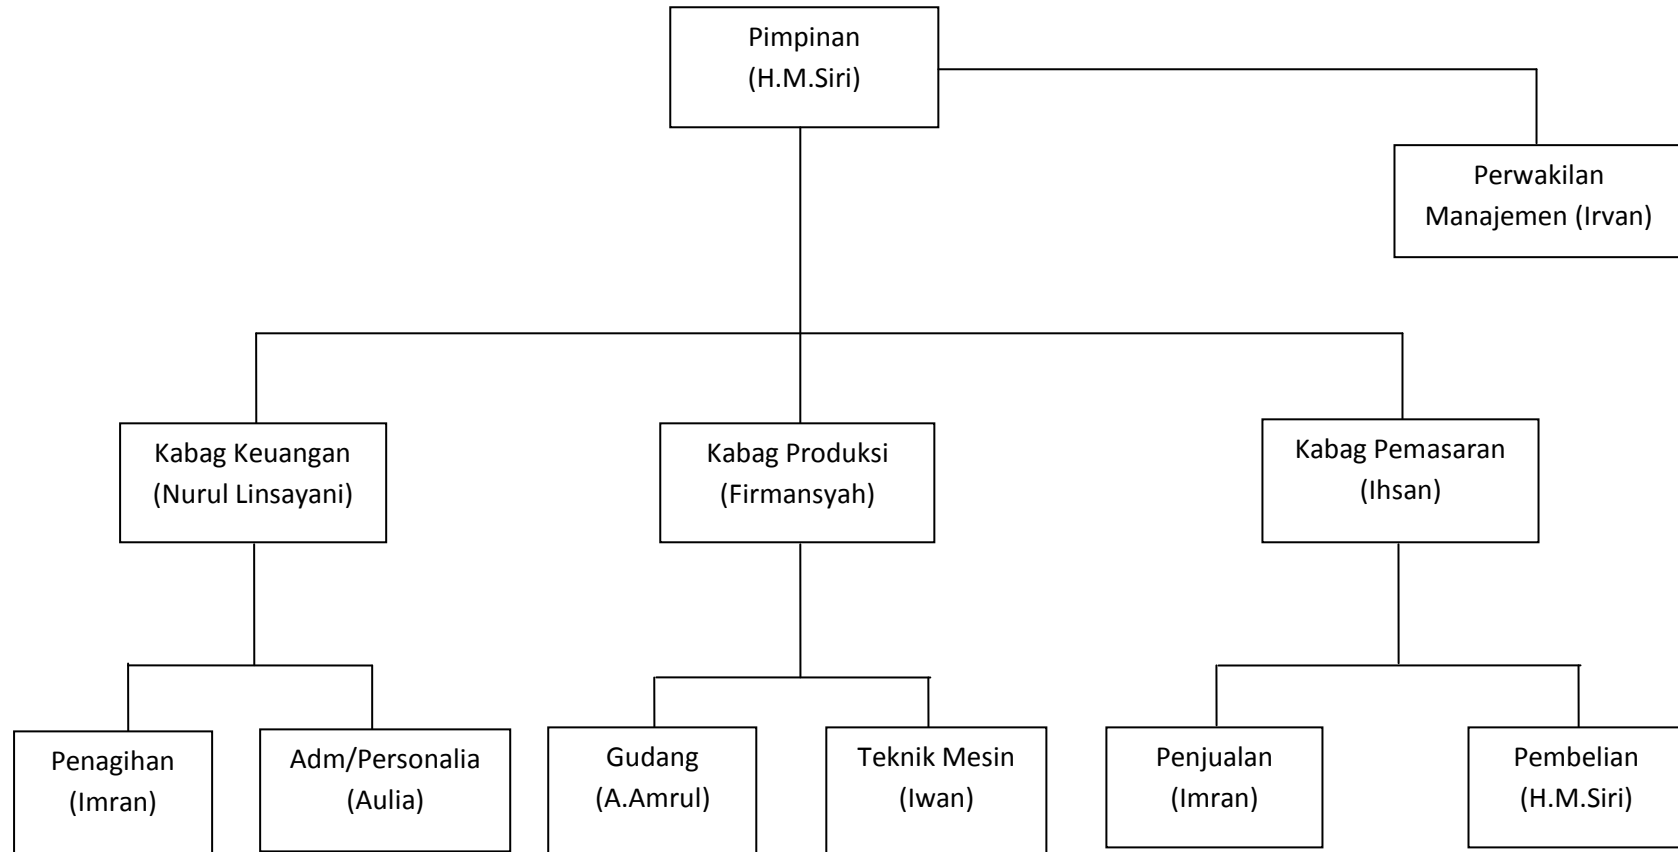 Pimpinan
(H.M.Siri)
Perwakilan
Manajemen (Irvan)
Kabag Keuangan
(Nurul Linsayani)
Kabag Produksi
(Firmansyah)
Kabag Pemasaran
(Ihsan)
Penagihan
(Imran)
Adm/Personalia
(Aulia)
Gudang
(A.Amrul)
Teknik Mesin
(Iwan)
Penjualan
(Imran)
Pembelian
(H.M.Siri)